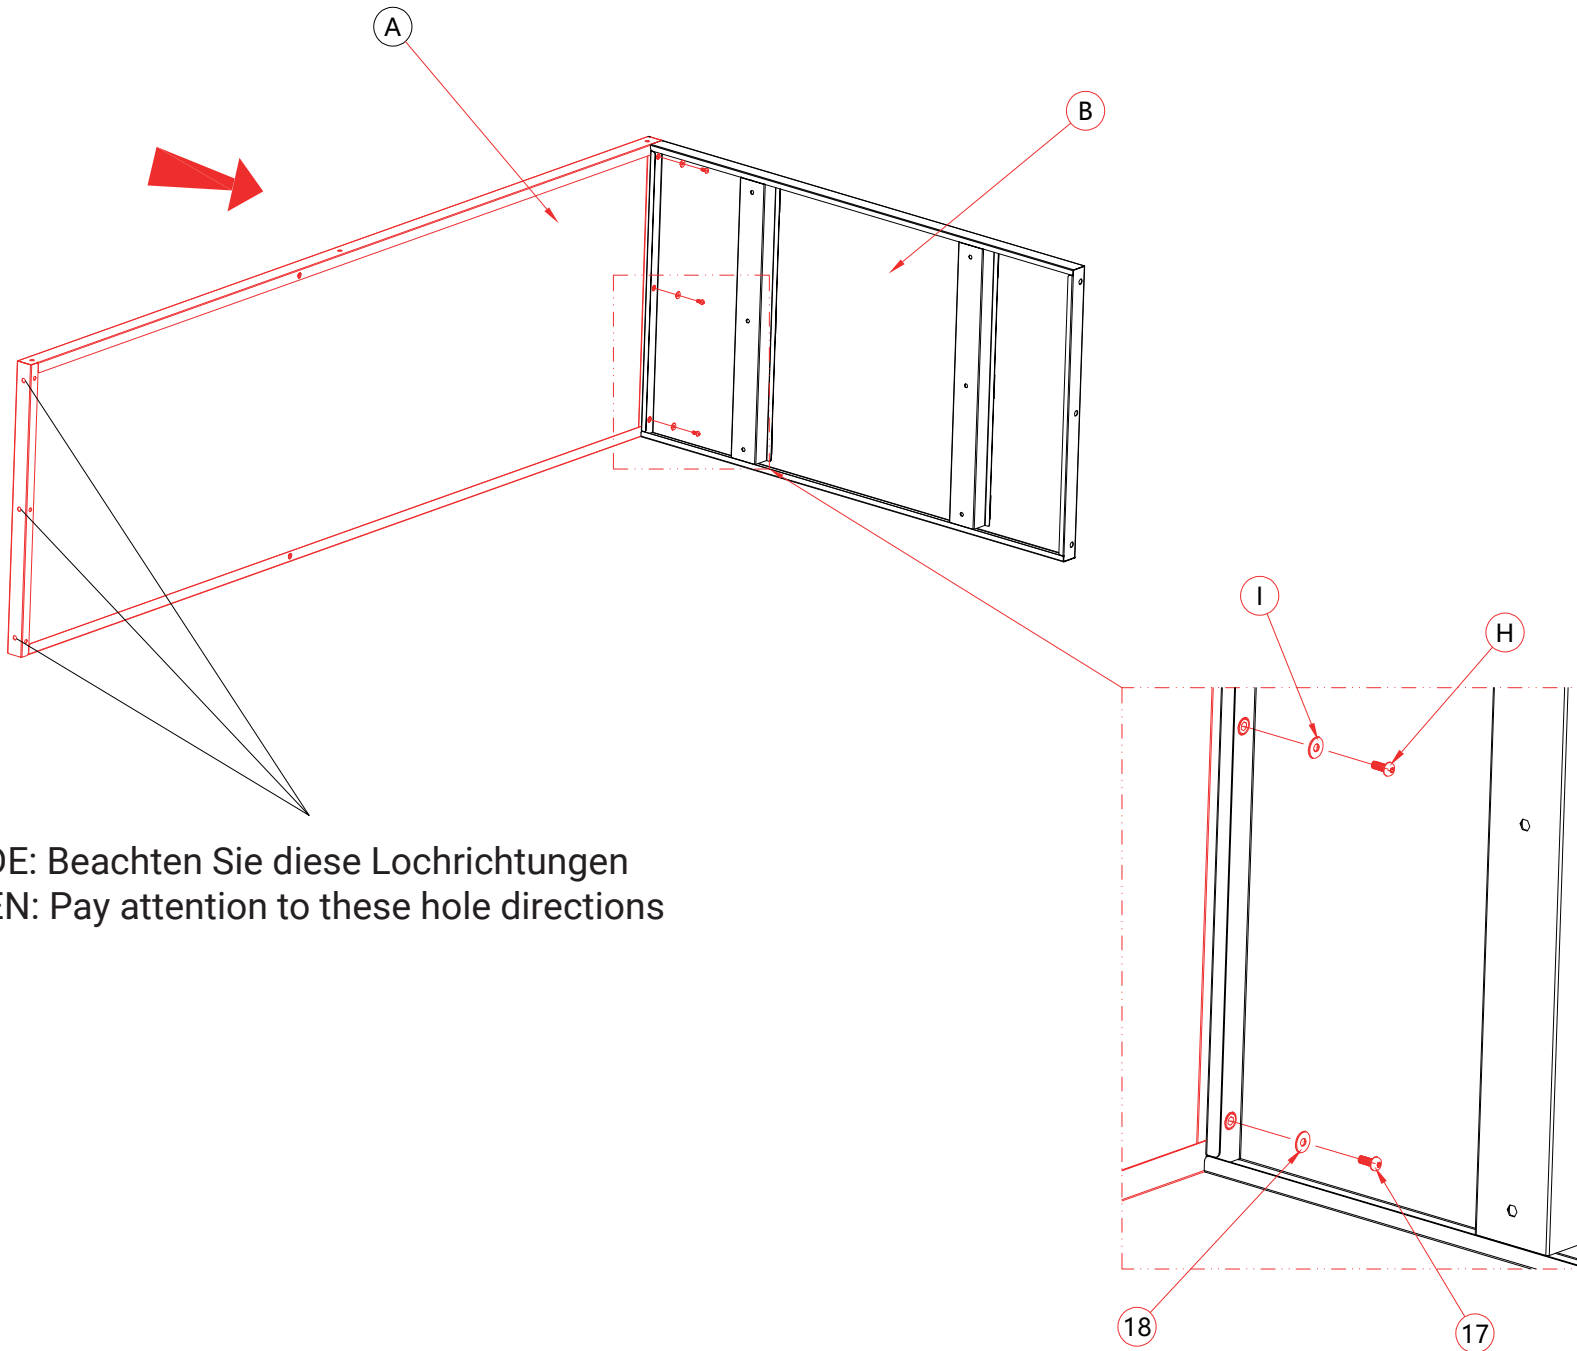 A
B
I
H
DE: Beachten Sie diese Lochrichtungen
EN: Pay attention to these hole directions
18
17